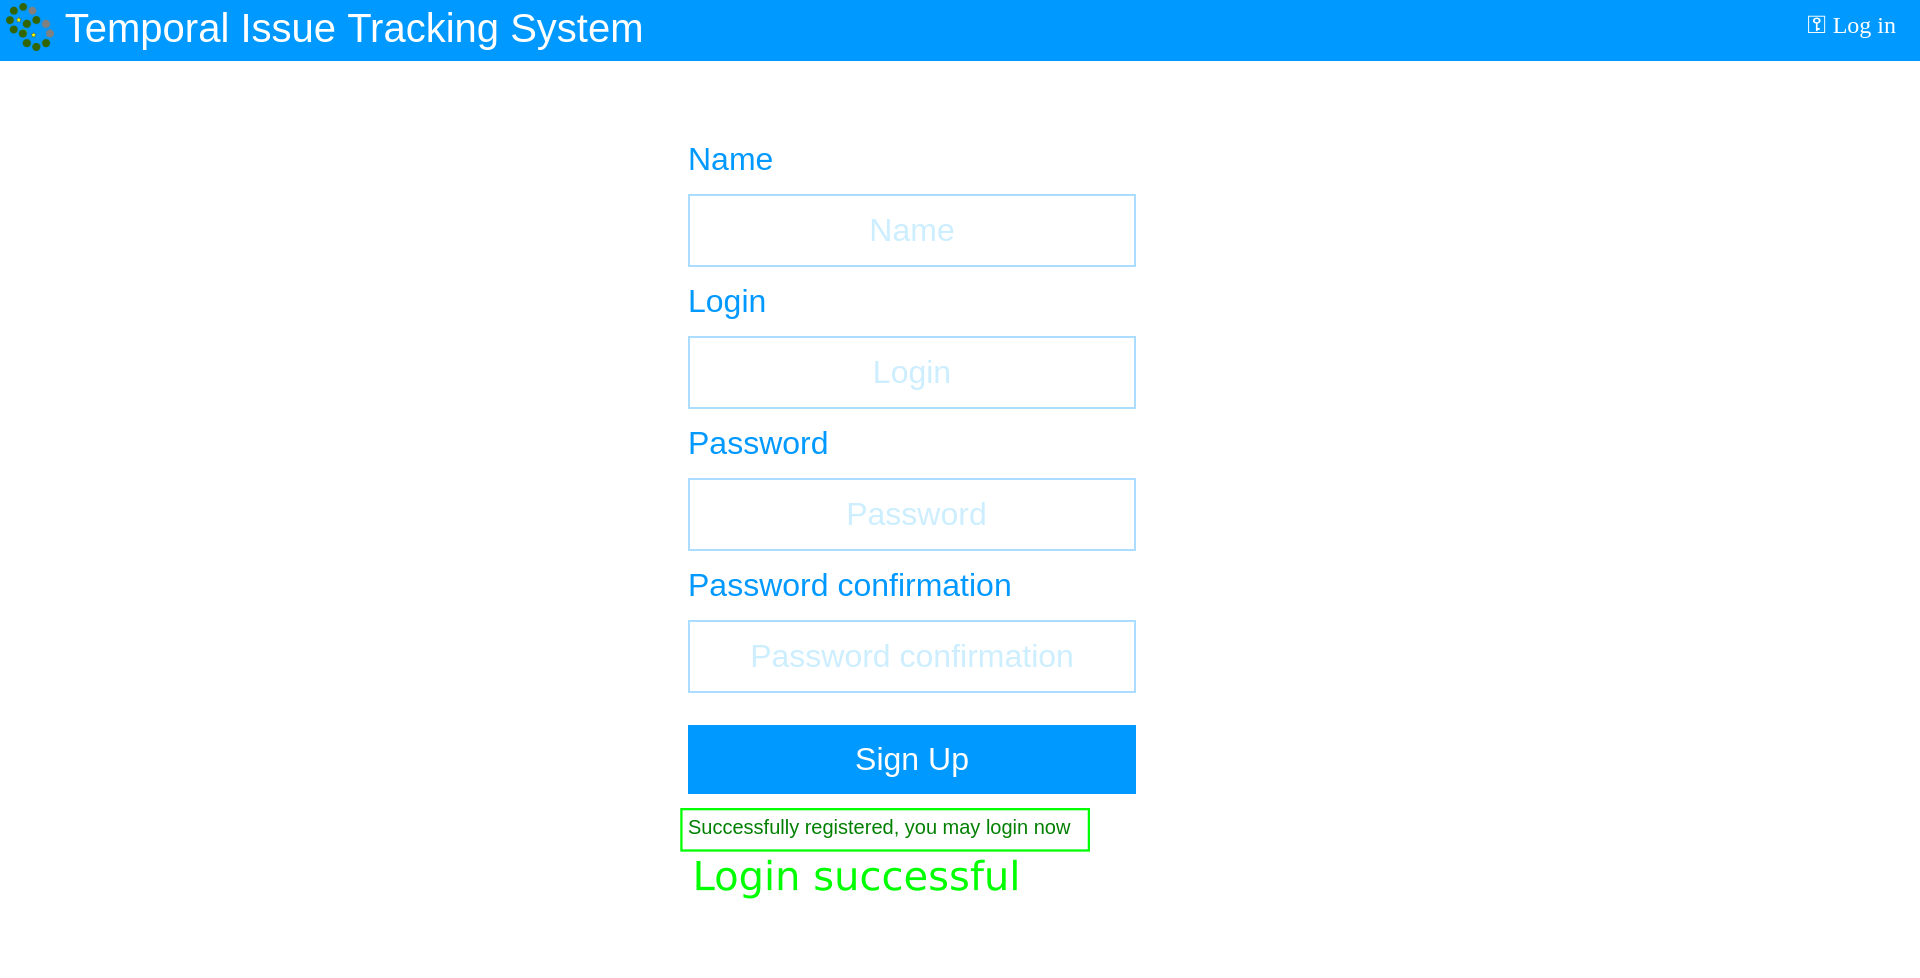 Temporal Issue Tracking System
Log in
Name
Name
Login
Login
Password
Password
Password confirmation
Password confirmation
Sign Up
Successfully registered, you may login now
Login successful